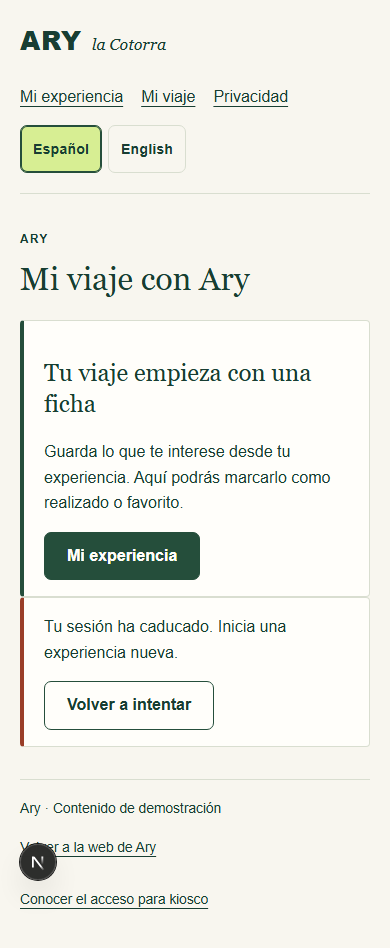 ARY la Cotorra
Mi experiencia Mi viaje Privacidad
Español English
ARY
Mi viaje con Ary
Tu viaje empieza con una
ficha
Guarda lo que te interese desde tu
experiencia. Aquí podrás marcarlo como
realizado o favorito.
Mi experiencia
Tu sesión ha caducado. Inicia una
experiencia nueva.
Volver a intentar
Ary · Contenido de demostración
Volver a la web de Ary
N
Conocer el acceso para kiosco